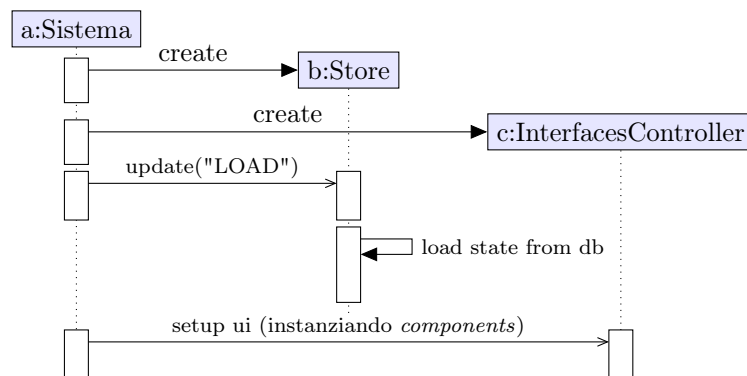 a:Sistema
create
b:Store
create
c:InterfacesController
update("LOAD")
load state from db
setup ui (instanziando components)